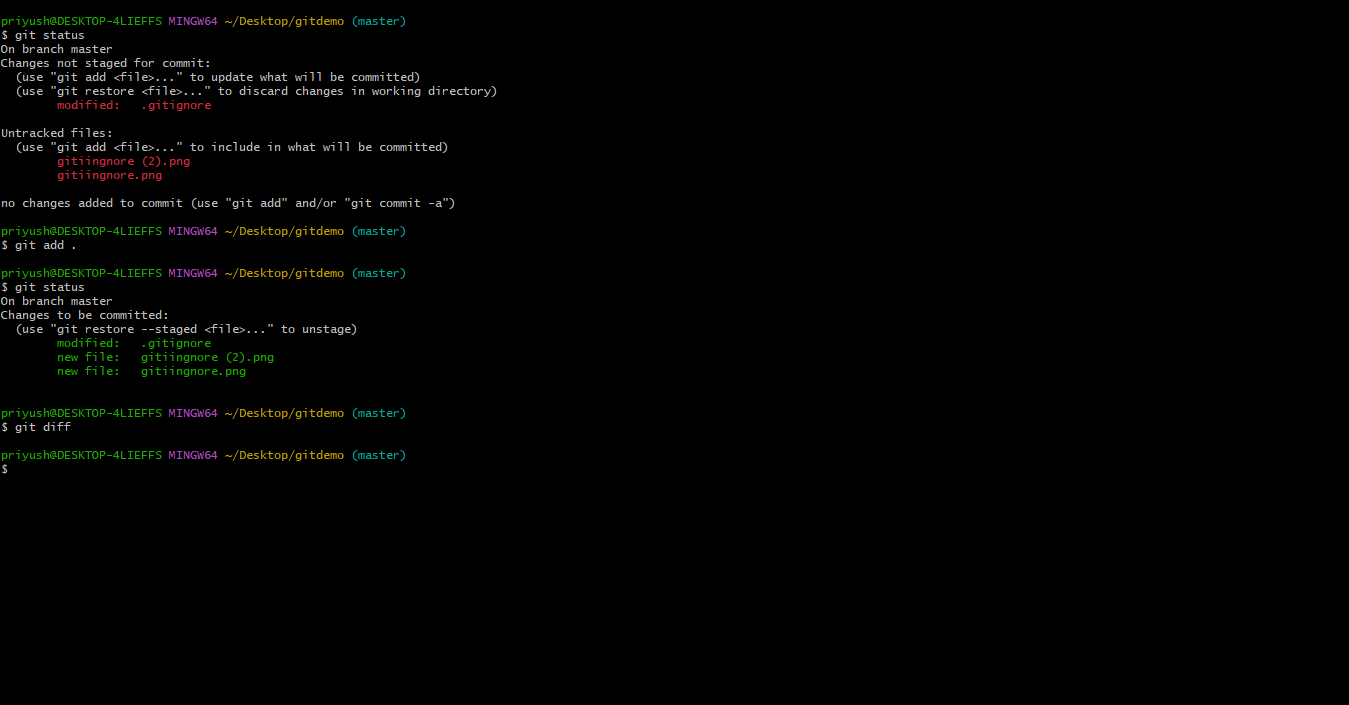 priyush@DESKTOP-4LIEFFS MINGW64 ~/Desktop/gitdemo (master)
$ git status
On branch master
Changes not staged for commit:
  (use "git add <file>..." to update what will be committed)
  (use "git restore <file>..." to discard changes in working directory)
        modified:   .gitignore

Untracked files:
  (use "git add <file>..." to include in what will be committed)
        gitiingnore (2).png
        gitiingnore.png

no changes added to commit (use "git add" and/or "git commit -a")

priyush@DESKTOP-4LIEFFS MINGW64 ~/Desktop/gitdemo (master)
$ git add .

priyush@DESKTOP-4LIEFFS MINGW64 ~/Desktop/gitdemo (master)
$ git status
On branch master
Changes to be committed:
  (use "git restore --staged <file>..." to unstage)
        modified:   .gitignore
        new file:   gitiingnore (2).png
        new file:   gitiingnore.png


priyush@DESKTOP-4LIEFFS MINGW64 ~/Desktop/gitdemo (master)
$ git diff

priyush@DESKTOP-4LIEFFS MINGW64 ~/Desktop/gitdemo (master)
$